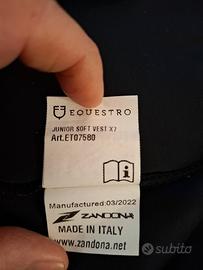 EQUESTRO
JUNIOR SOFT VEST X7
Art.ET07580
Manufactured 03/2022
ZANDONA
MADE IN ITALY
www.zandona.net
subito